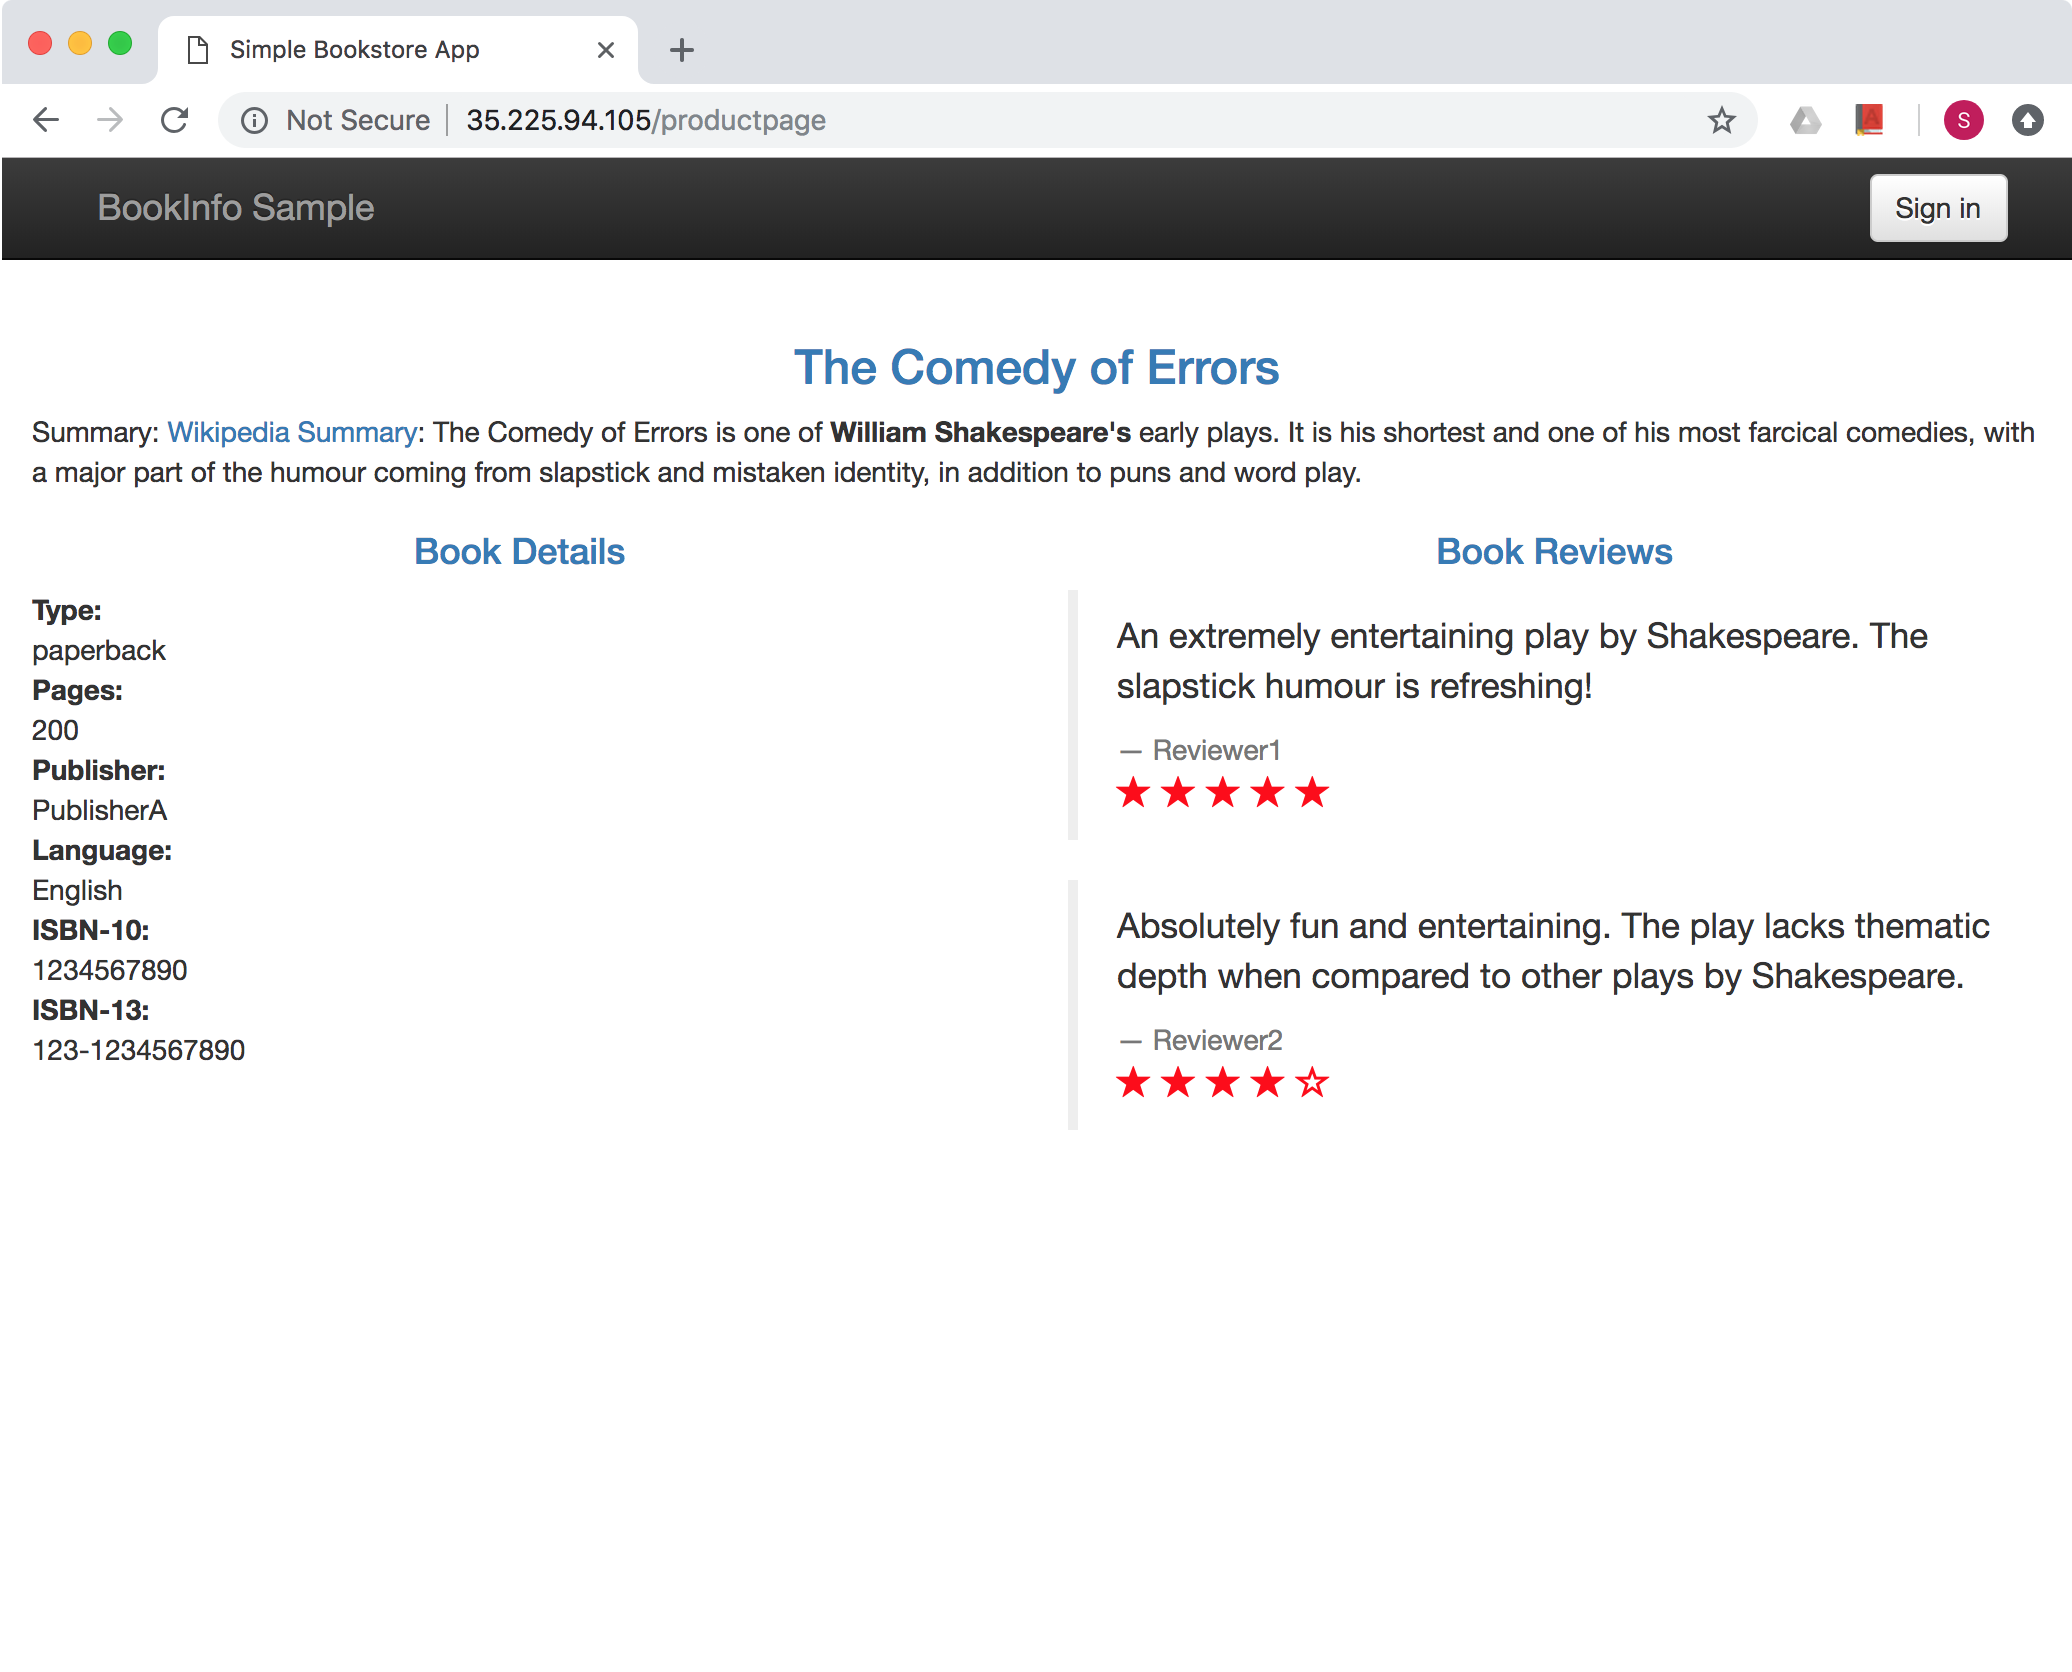 Simple Bookstore App
Not Secure 35.225.94.105/productpage
S
BookInfo Sample
Sign in
The Comedy of Errors
Summary: Wikipedia Summary: The Comedy of Errors is one of William Shakespeare's early plays. It is his shortest and one of his most farcical comedies, with
a major part of the humour coming from slapstick and mistaken identity, in addition to puns and word play.
Book Details
Type:
paperback
Pages:
200
Publisher:
PublisherA
Language:
English
ISBN-10:
1234567890
ISBN-13:
123-1234567890
Book Reviews
An extremely entertaining play by Shakespeare. The
slapstick humour is refreshing!
— Reviewer1
★ ★ ★ ★ ★
Absolutely fun and entertaining. The play lacks thematic
depth when compared to other plays by Shakespeare.
— Reviewer2
★ ★ ★ ★ ☆